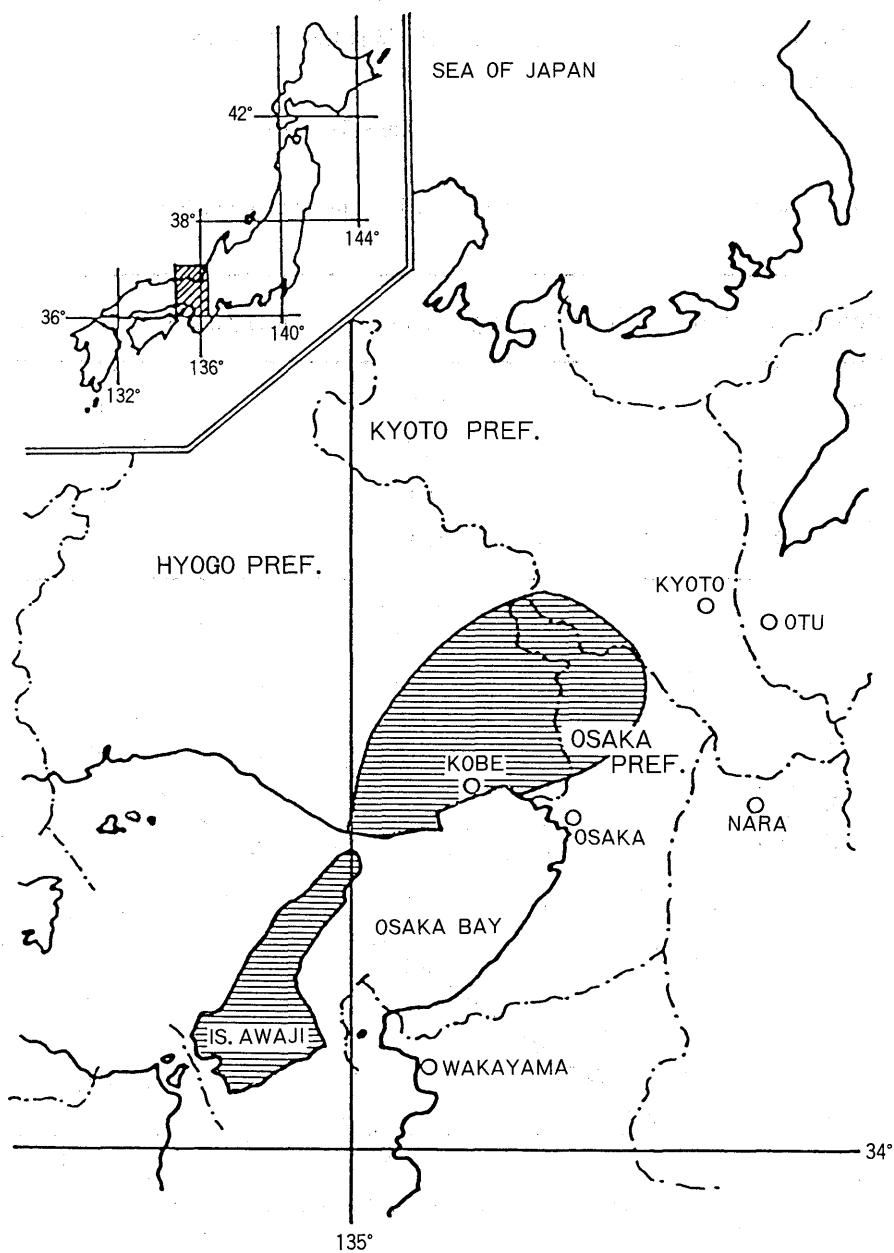 SEA OF JAPAN
42°
38°
144°
36°
140°
136°
132°
KYOTO PREF.
HYOGO PREF.
KYOTO
OTU
OSAKA
PREF.
KOBE
OSAKA
NARA
OSAKA BAY
IS. AWAJI
WAKAYAMA
34°
135°